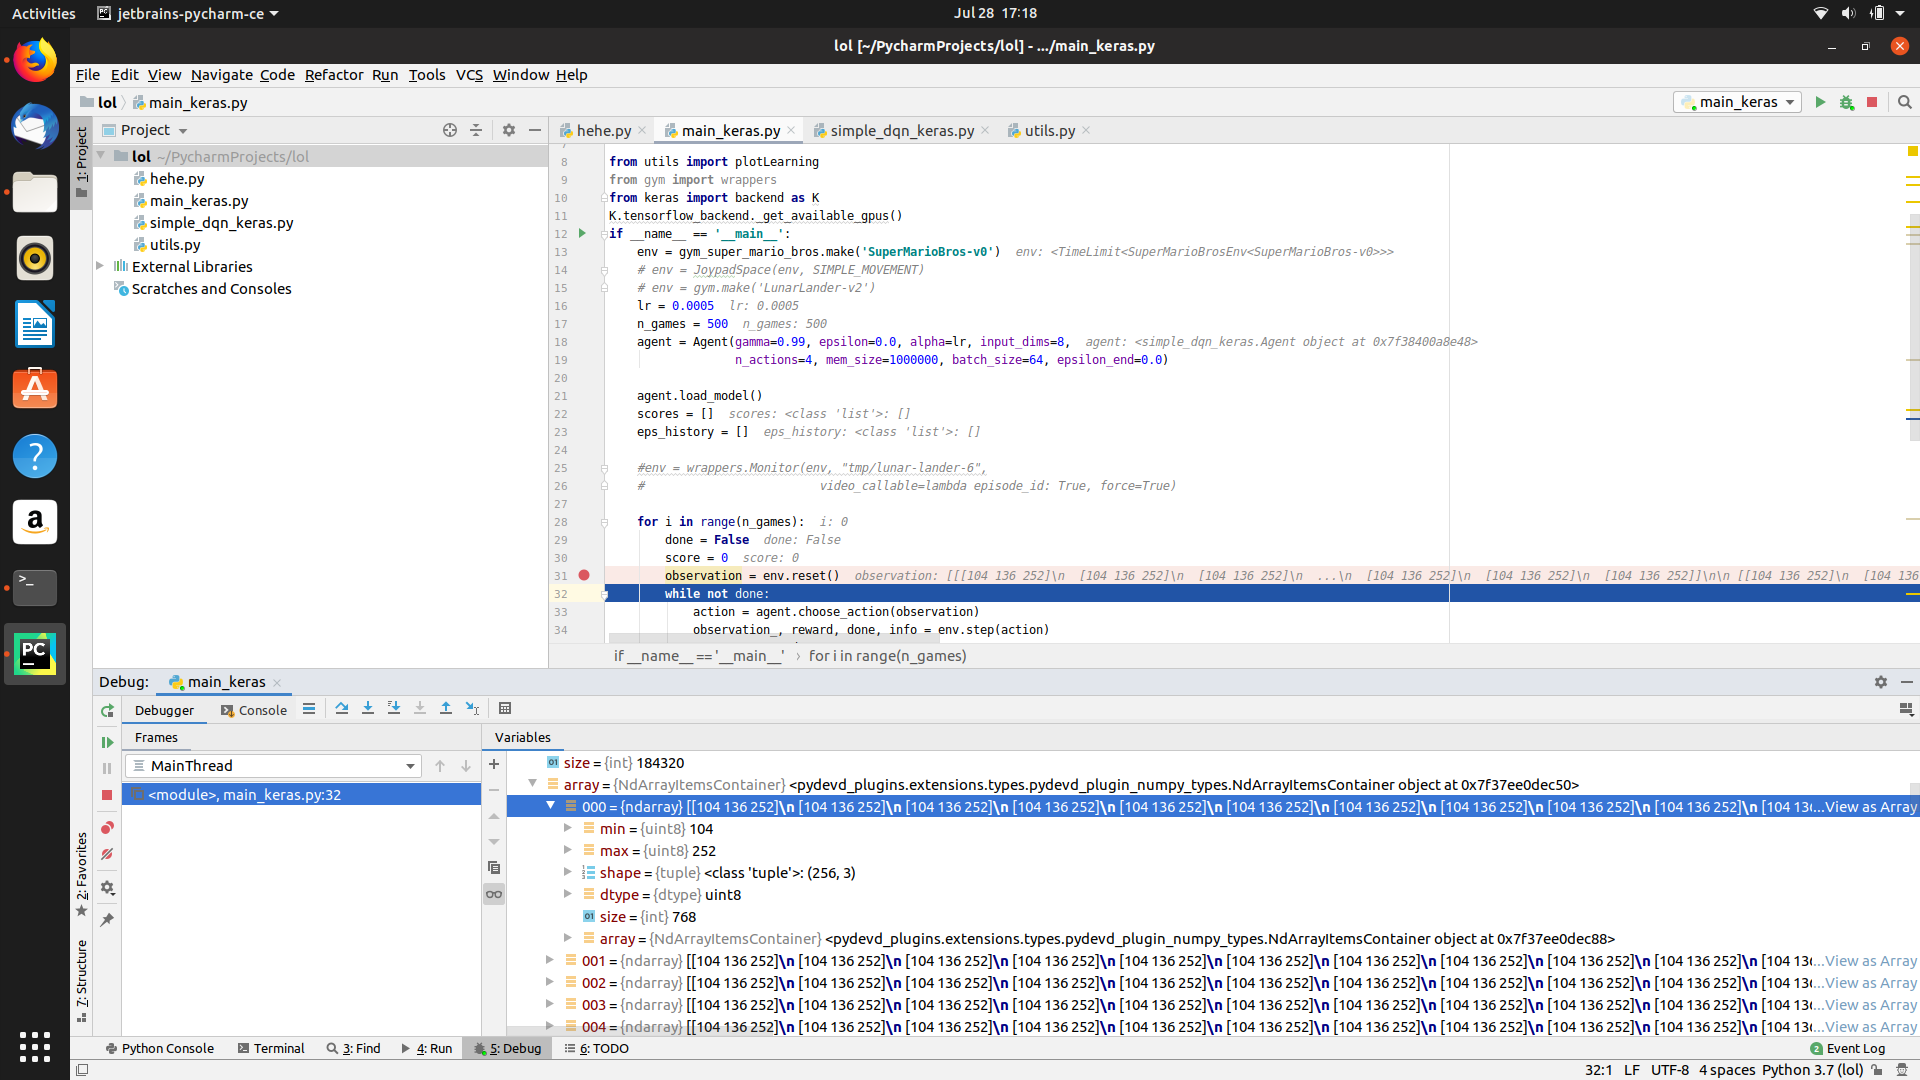 Activities jetbrains-pycharm-ce Jul 28 17:18
lol [~/PycharmProjects/lol] - .../main_keras.py
File Edit View Navigate Code Refactor Run Tools VCS Window Help
lol main_keras.py main_keras
Project
hehe.py main_keras.py simple_dqn_keras.py utils.py
1: Project
lol ~/PycharmProjects/lol
hehe.py
main_keras.py
simple_dqn_keras.py
utils.py
External Libraries
Scratches and Consoles
8 from utils import plotLearning
9 from gym import wrappers
10 from keras import backend as K
11 K.tensorflow_backend._get_available_gpus()
12 if __name__ == '__main__':
13 env = gym_super_mario_bros.make('SuperMarioBros-v0') env: <TimeLimit<SuperMarioBrosEnv<SuperMarioBros-v0>>>
14 # env = JoypadSpace(env, SIMPLE_MOVEMENT)
15 # env = gym.make('LunarLander-v2')
16 lr = 0.0005 lr: 0.0005
17 n_games = 500 n_games: 500
18 agent = Agent(gamma=0.99, epsilon=0.0, alpha=lr, input_dims=8, agent: <simple_dqn_keras.Agent object at 0x7f38400a8e48>
19 n_actions=4, mem_size=1000000, batch_size=64, epsilon_end=0.0)
20
21 agent.load_model()
22 scores = [] scores: <class 'list'>: []
23 eps_history = [] eps_history: <class 'list'>: []
24
25 #env = wrappers.Monitor(env, "tmp/lunar-lander-6",
26 # video_callable=lambda episode_id: True, force=True)
27
28 for i in range(n_games): i: 0
29 done = False done: False
30 score = 0 score: 0
31 observation = env.reset() observation: [[[104 136 252]\n [104 136 252]\n [104 136 252]\n ...\n [104 136 252]\n [104 136 252]\n [104 136 252]]\n\n [[104 136 252]\n [104 136
32 while not done:
33 action = agent.choose_action(observation)
34 observation_, reward, done, info = env.step(action)
if __name__ == '__main__' › for i in range(n_games)
Debug: main_keras
Debugger Console
Frames Variables
MainThread
<module>, main_keras.py:32
2: Favorites
7: Structure
size = {int} 184320
array = {NdArrayItemsContainer} <pydevd_plugins.extensions.types.pydevd_plugin_numpy_types.NdArrayItemsContainer object at 0x7f37ee0dec50>
000 = {ndarray} [[104 136 252]\n [104 136 252]\n [104 136 252]\n [104 136 252]\n [104 136 252]\n [104 136 252]\n [104 136 252]\n [104 136 252]\n [104 136 252]\n [104 136 252]\n [104 13...View as Array
min = {uint8} 104
max = {uint8} 252
shape = {tuple} <class 'tuple'>: (256, 3)
dtype = {dtype} uint8
size = {int} 768
array = {NdArrayItemsContainer} <pydevd_plugins.extensions.types.pydevd_plugin_numpy_types.NdArrayItemsContainer object at 0x7f37ee0dec88>
001 = {ndarray} [[104 136 252]\n [104 136 252]\n [104 136 252]\n [104 136 252]\n [104 136 252]\n [104 136 252]\n [104 136 252]\n [104 136 252]\n [104 136 252]\n [104 136 252]\n [104 13...View as Array
002 = {ndarray} [[104 136 252]\n [104 136 252]\n [104 136 252]\n [104 136 252]\n [104 136 252]\n [104 136 252]\n [104 136 252]\n [104 136 252]\n [104 136 252]\n [104 136 252]\n [104 13...View as Array
003 = {ndarray} [[104 136 252]\n [104 136 252]\n [104 136 252]\n [104 136 252]\n [104 136 252]\n [104 136 252]\n [104 136 252]\n [104 136 252]\n [104 136 252]\n [104 136 252]\n [104 13...View as Array
004 = {ndarray} [[104 136 252]\n [104 136 252]\n [104 136 252]\n [104 136 252]\n [104 136 252]\n [104 136 252]\n [104 136 252]\n [104 136 252]\n [104 136 252]\n [104 136 252]\n [104 13...View as Array
Python Console Terminal 3: Find 4: Run 5: Debug 6: TODO 2 Event Log
32:1 LF UTF-8 4 spaces Python 3.7 (lol)